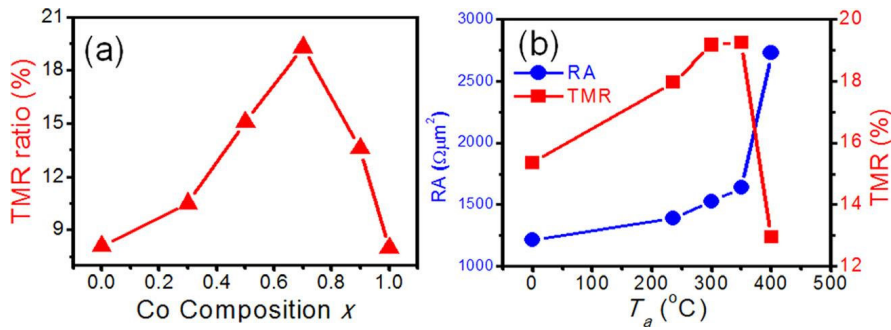 (a)
TMR ratio (%)
21
18
15
12
9
0.0 0.2 0.4 0.6 0.8 1.0
Co Composition x
(b)
RA
TMR
RA (Ωμm²)
3000
2500
2000
1500
1000
TMR (%)
20
18
16
14
12
0 100 200 300 400 500
Tₐ (°C)